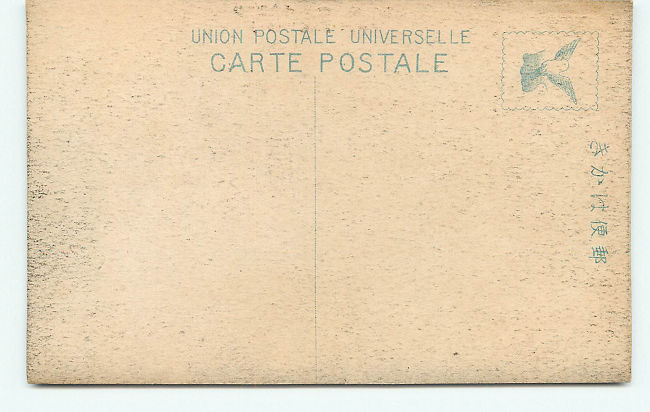 UNION POSTALE UNIVERSELLE
CARTE POSTALE
郵便はかき